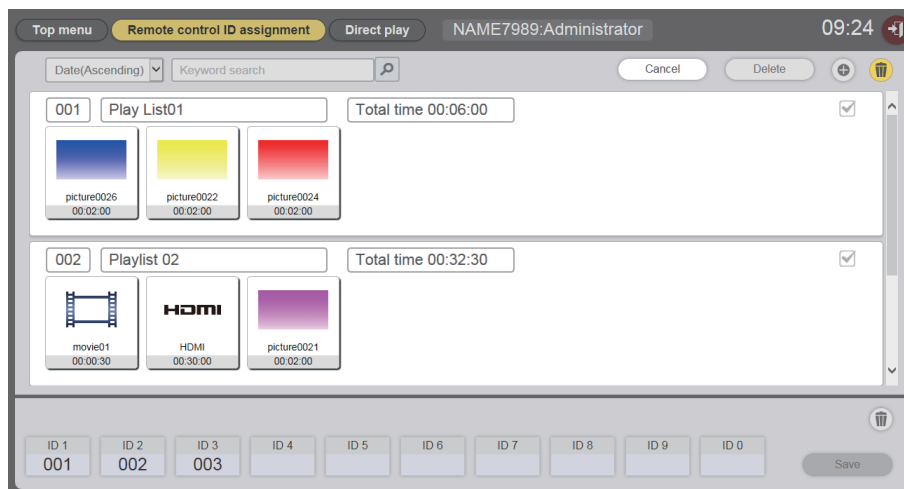 Top menu Remote control ID assignment Direct play NAME7989:Administrator 09:24
Date(Ascending) Keyword search Cancel Delete
001 Play List01 Total time 00:06:00
picture0026 picture0022 picture0024
00:02:00 00:02:00 00:02:00
002 Playlist 02 Total time 00:32:30
HDMI
movie01 HDMI picture0021
00:00:30 00:30:00 00:02:00
ID 1 ID 2 ID 3 ID 4 ID 5 ID 6 ID 7 ID 8 ID 9 ID 0
001 002 003 Save